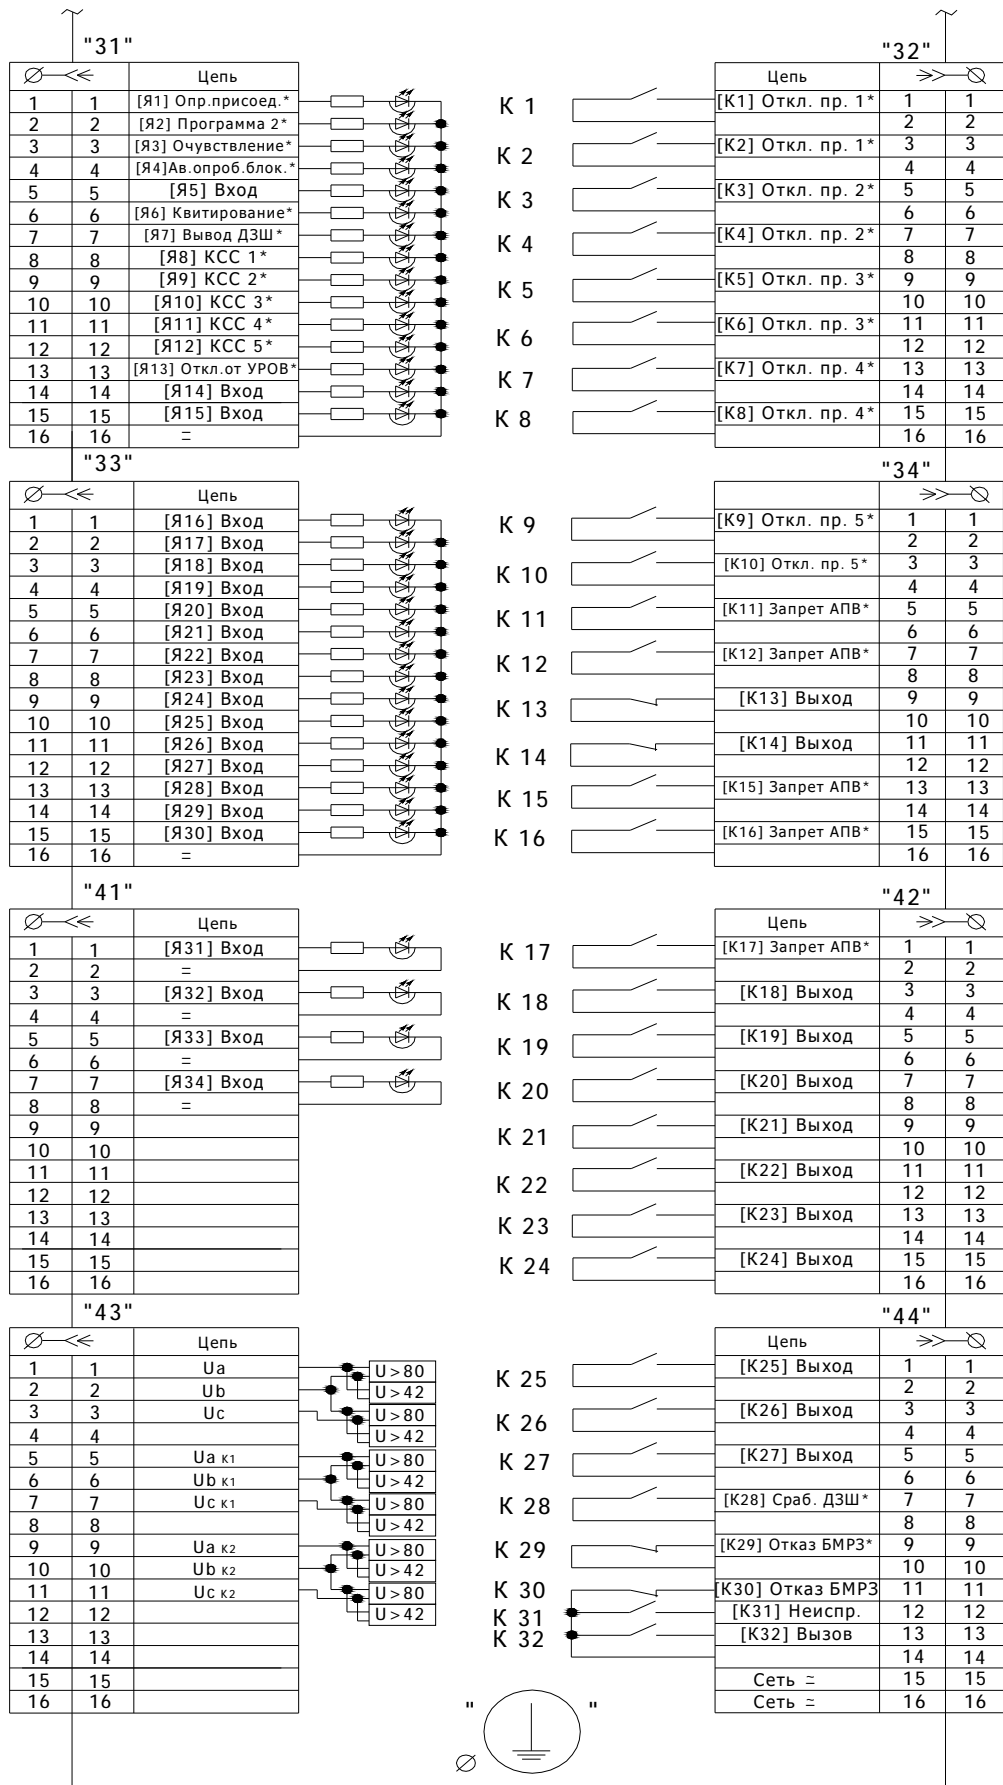 "31"
Цепь
1 1 [Я1] Опр.присоед.*
2 2 [Я2] Программа 2*
3 3 [Я3] Очувствление*
4 4 [Я4]Ав.опроб.блок.*
5 5 [Я5] Вход
6 6 [Я6] Квитирование*
7 7 [Я7] Вывод ДЗШ*
8 8 [Я8] КСС 1*
9 9 [Я9] КСС 2*
10 10 [Я10] КСС 3*
11 11 [Я11] КСС 4*
12 12 [Я12] КСС 5*
13 13 [Я13] Откл.от УРОВ*
14 14 [Я14] Вход
15 15 [Я15] Вход
16 16 =
"32"
Цепь
К 1 [К1] Откл. пр. 1* 1 1
2 2
К 2 [К2] Откл. пр. 1* 3 3
4 4
К 3 [К3] Откл. пр. 2* 5 5
6 6
К 4 [К4] Откл. пр. 2* 7 7
8 8
К 5 [К5] Откл. пр. 3* 9 9
10 10
К 6 [К6] Откл. пр. 3* 11 11
12 12
К 7 [К7] Откл. пр. 4* 13 13
14 14
К 8 [К8] Откл. пр. 4* 15 15
16 16
"33"
Цепь
1 1 [Я16] Вход
2 2 [Я17] Вход
3 3 [Я18] Вход
4 4 [Я19] Вход
5 5 [Я20] Вход
6 6 [Я21] Вход
7 7 [Я22] Вход
8 8 [Я23] Вход
9 9 [Я24] Вход
10 10 [Я25] Вход
11 11 [Я26] Вход
12 12 [Я27] Вход
13 13 [Я28] Вход
14 14 [Я29] Вход
15 15 [Я30] Вход
16 16 =
"34"
К 9 [К9] Откл. пр. 5* 1 1
2 2
К 10 [К10] Откл. пр. 5* 3 3
4 4
К 11 [К11] Запрет АПВ* 5 5
6 6
К 12 [К12] Запрет АПВ* 7 7
8 8
К 13 [К13] Выход 9 9
10 10
К 14 [К14] Выход 11 11
12 12
К 15 [К15] Запрет АПВ* 13 13
14 14
К 16 [К16] Запрет АПВ* 15 15
16 16
"41"
Цепь
1 1 [Я31] Вход
2 2 =
3 3 [Я32] Вход
4 4 =
5 5 [Я33] Вход
6 6 =
7 7 [Я34] Вход
8 8 =
9 9
10 10
11 11
12 12
13 13
14 14
15 15
16 16
"42"
Цепь
К 17 [К17] Запрет АПВ* 1 1
2 2
К 18 [К18] Выход 3 3
4 4
К 19 [К19] Выход 5 5
6 6
К 20 [К20] Выход 7 7
8 8
К 21 [К21] Выход 9 9
10 10
К 22 [К22] Выход 11 11
12 12
К 23 [К23] Выход 13 13
14 14
К 24 [К24] Выход 15 15
16 16
"43"
Цепь
1 1 Ua U>80
2 2 Ub U>42
3 3 Uc U>80
4 4 U>42
5 5 Ua К1 U>80
6 6 Ub К1 U>42
7 7 Uc К1 U>80
8 8 U>42
9 9 Ua К2 U>80
10 10 Ub К2 U>42
11 11 Uc К2 U>80
12 12 U>42
13 13
14 14
15 15
16 16
"44"
Цепь
К 25 [К25] Выход 1 1
2 2
К 26 [К26] Выход 3 3
4 4
К 27 [К27] Выход 5 5
6 6
К 28 [К28] Сраб. ДЗШ* 7 7
8 8
К 29 [К29] Отказ БМРЗ* 9 9
10 10
К 30 [К30] Отказ БМРЗ 11 11
К 31 [К31] Неиспр. 12 12
К 32 [К32] Вызов 13 13
14 14
Сеть ≃ 15 15
Сеть ≃ 16 16
" "